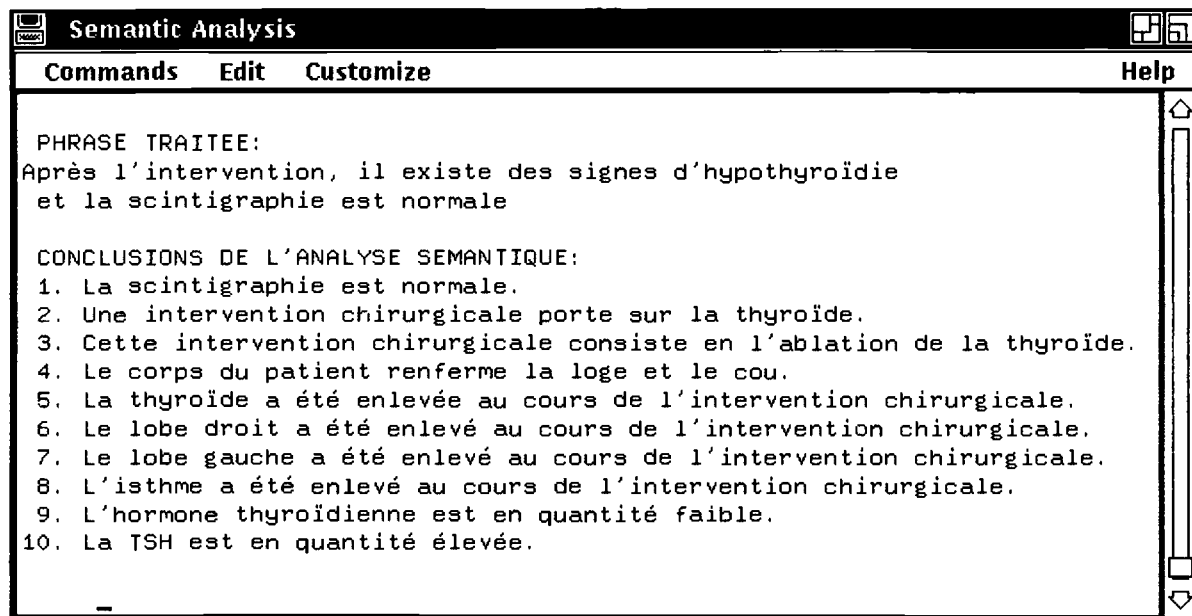 Semantic Analysis
Commands Edit Customize Help
PHRASE TRAITEE:
Après l'intervention, il existe des signes d'hypothyroïdie
et la scintigraphie est normale
CONCLUSIONS DE L'ANALYSE SEMANTIQUE:
1. La scintigraphie est normale.
2. Une intervention chirurgicale porte sur la thyroïde.
3. Cette intervention chirurgicale consiste en l'ablation de la thyroïde.
4. Le corps du patient renferme la loge et le cou.
5. La thyroïde a été enlevée au cours de l'intervention chirurgicale.
6. Le lobe droit a été enlevé au cours de l'intervention chirurgicale.
7. Le lobe gauche a été enlevé au cours de l'intervention chirurgicale.
8. L'isthme a été enlevé au cours de l'intervention chirurgicale.
9. L'hormone thyroïdienne est en quantité faible.
10. La TSH est en quantité élevée.